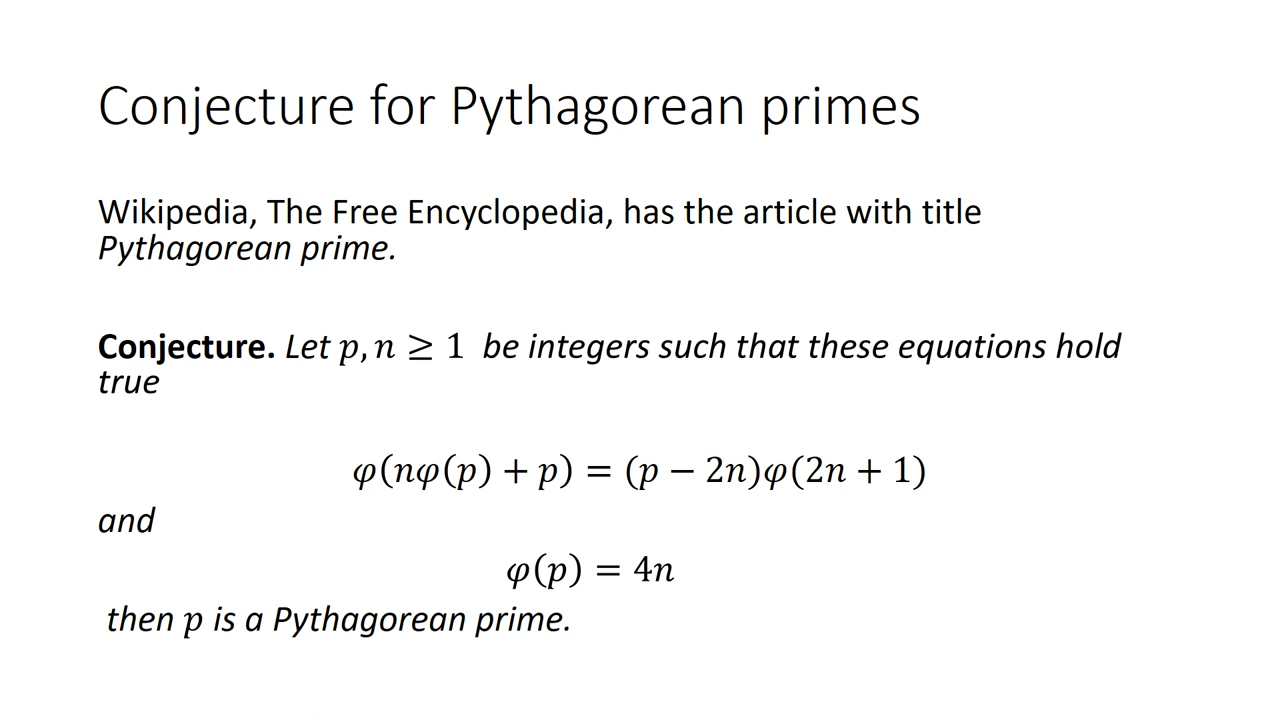 Conjecture for Pythagorean primes
Wikipedia, The Free Encyclopedia, has the article with title
Pythagorean prime.
Conjecture. Let 𝑝, 𝑛 ≥ 1 be integers such that these equations hold
true
𝜑(𝑛𝜑(𝑝) + 𝑝) = (𝑝 − 2𝑛)𝜑(2𝑛 + 1)
and
𝜑(𝑝) = 4𝑛
then 𝑝 is a Pythagorean prime.